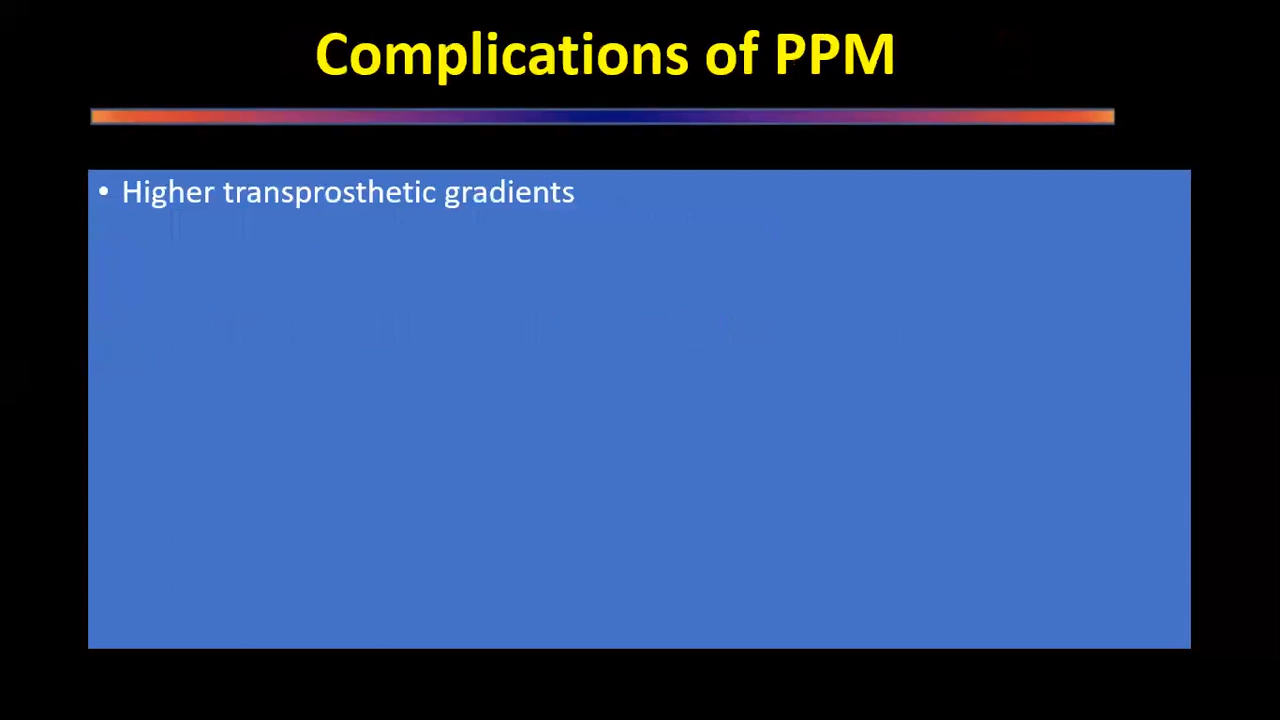 Complications of PPM
• Higher transprosthetic gradients